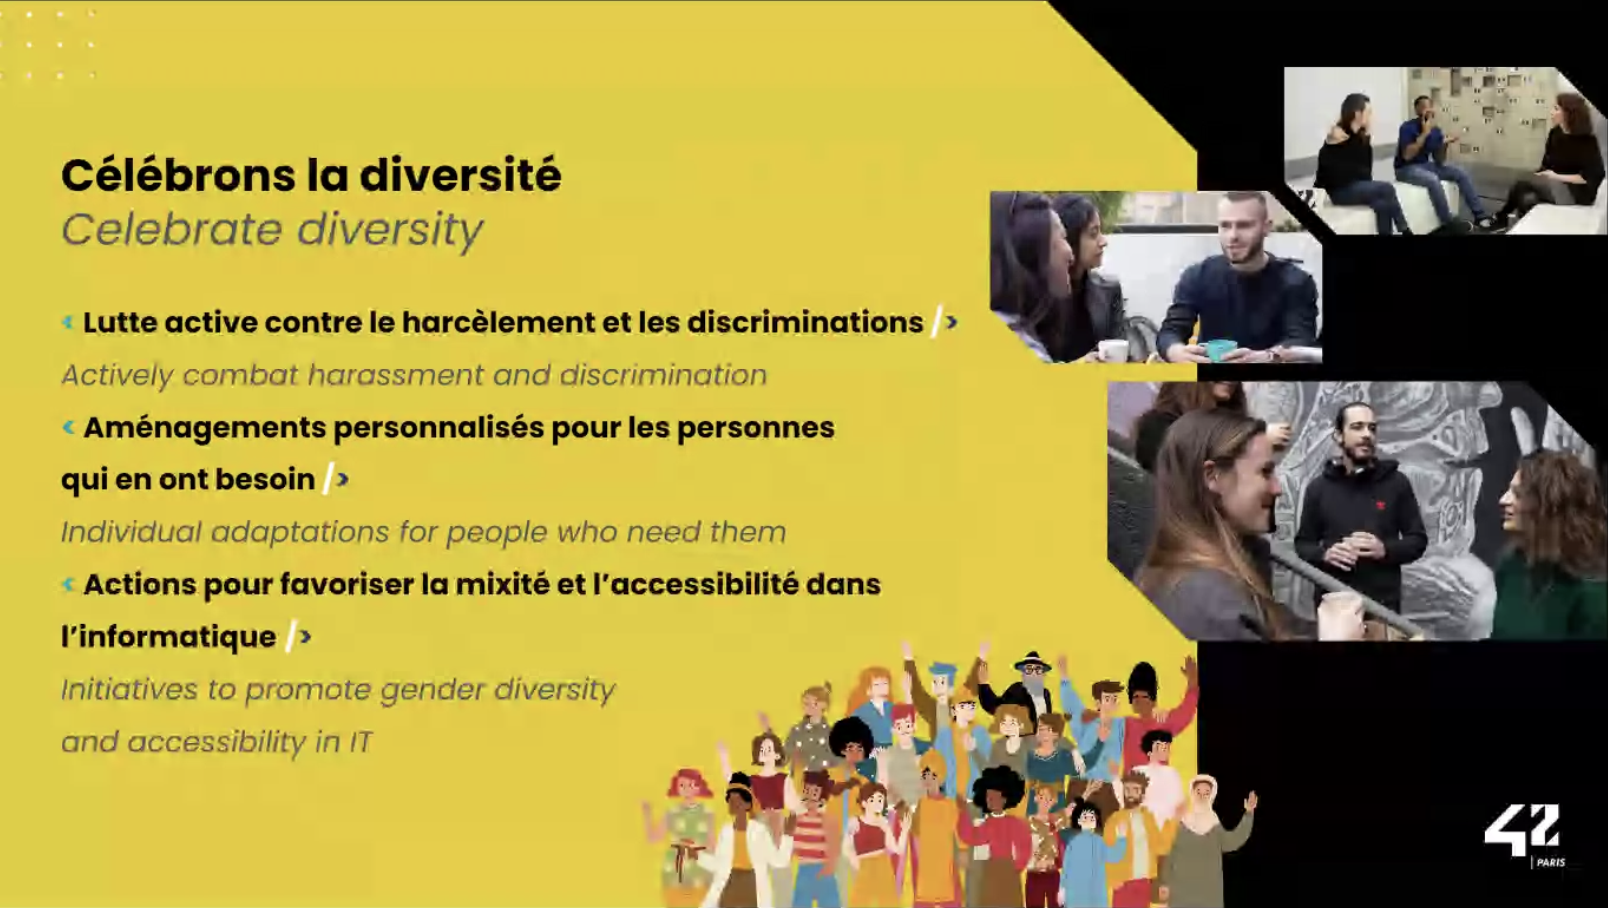 Célébrons la diversité
Celebrate diversity
< Lutte active contre le harcèlement et les discriminations />
Actively combat harassment and discrimination
< Aménagements personnalisés pour les personnes
qui en ont besoin />
Individual adaptations for people who need them
< Actions pour favoriser la mixité et l’accessibilité dans
l’informatique />
Initiatives to promote gender diversity
and accessibility in IT
42
| PARIS